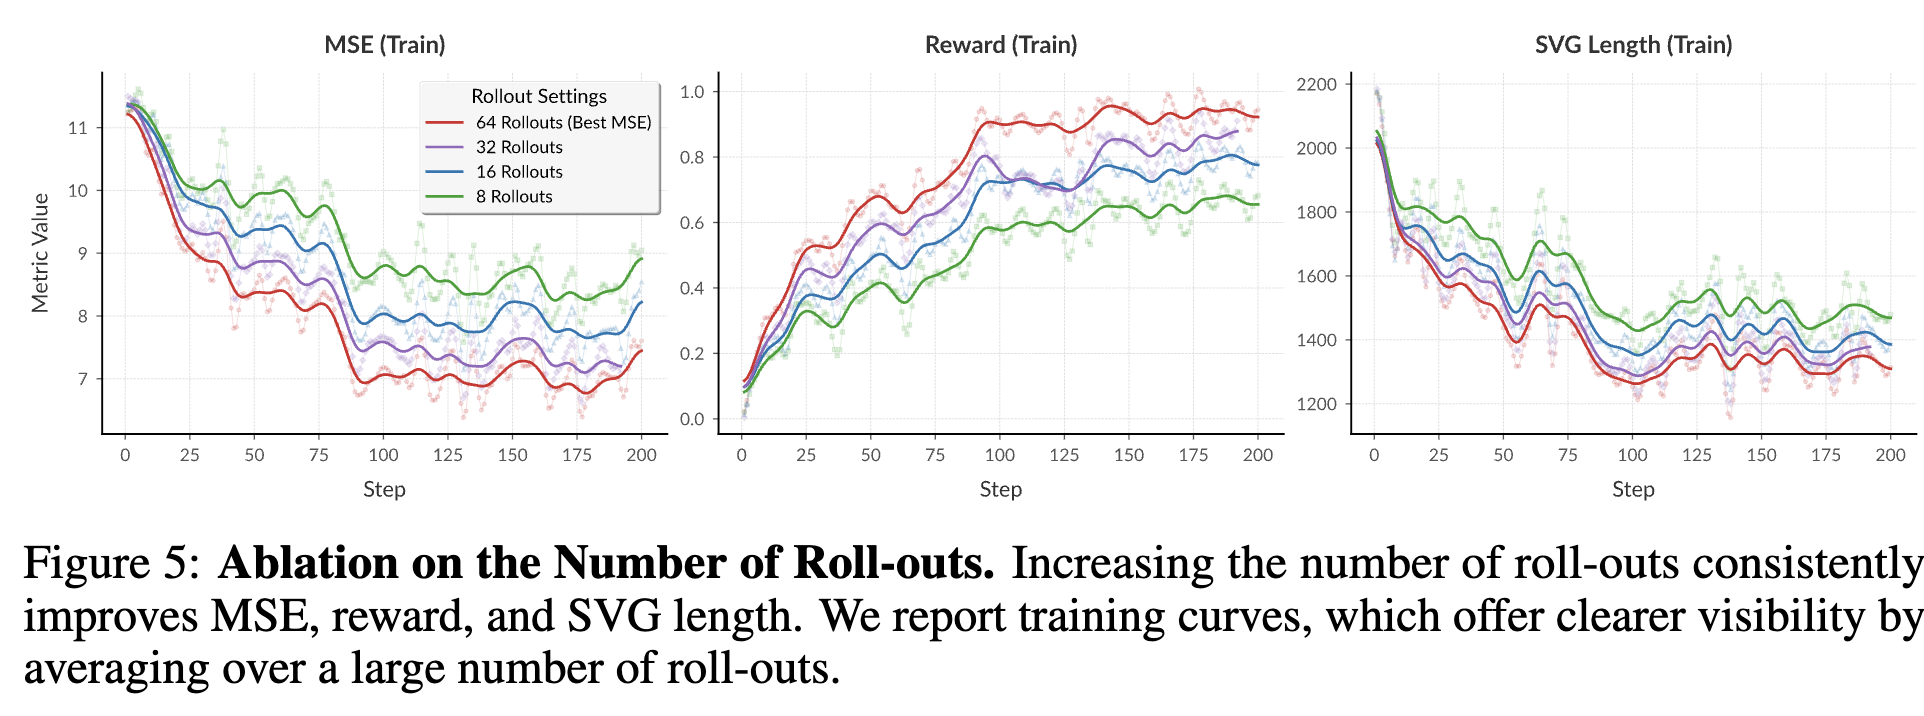 MSE (Train)
Metric Value
11
10
9
8
7
0 25 50 75 100 125 150 175 200
Step
Rollout Settings
64 Rollouts (Best MSE)
32 Rollouts
16 Rollouts
8 Rollouts
Reward (Train)
1.0
0.8
0.6
0.4
0.2
0.0
0 25 50 75 100 125 150 175 200
Step
SVG Length (Train)
2200
2000
1800
1600
1400
1200
0 25 50 75 100 125 150 175 200
Step
Figure 5: Ablation on the Number of Roll-outs. Increasing the number of roll-outs consistently
improves MSE, reward, and SVG length. We report training curves, which offer clearer visibility by
averaging over a large number of roll-outs.